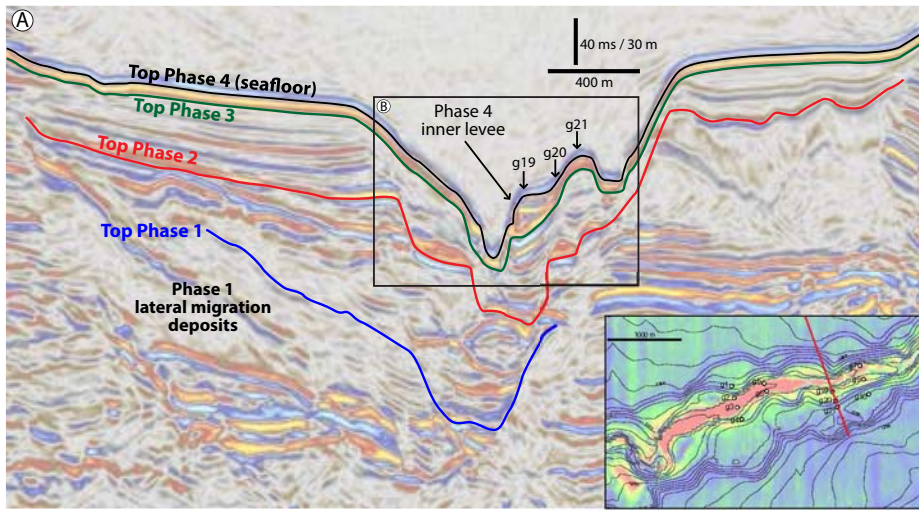 A
40 ms / 30 m
400 m
Top Phase 4 (seafloor)
Top Phase 3
B
Phase 4
inner levee
g21
g20
g19
Top Phase 2
Top Phase 1
Phase 1
lateral migration
deposits
1000 m